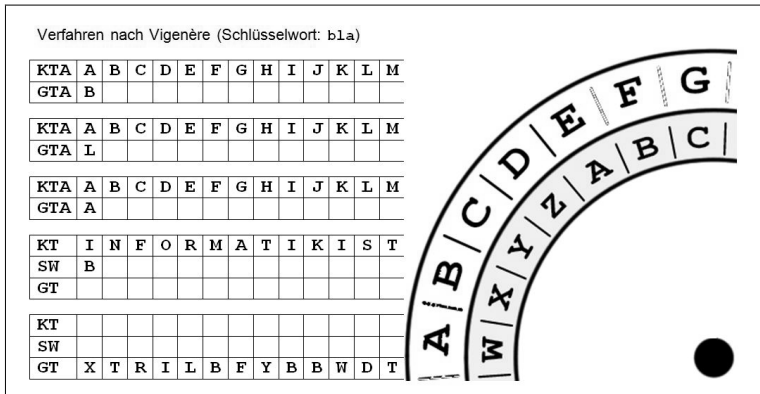 Verfahren nach Vigenère (Schlüsselwort: bla)
KTA A B C D E F G H I J K L M
GTA B
KTA A B C D E F G H I J K L M
GTA L
KTA A B C D E F G H I J K L M
GTA A
KT I N F O R M A T I K I S T
SW B
GT
KT
SW
GT X T R I L B F Y B B W D T
A B C D E F G
W X Y Z A B C